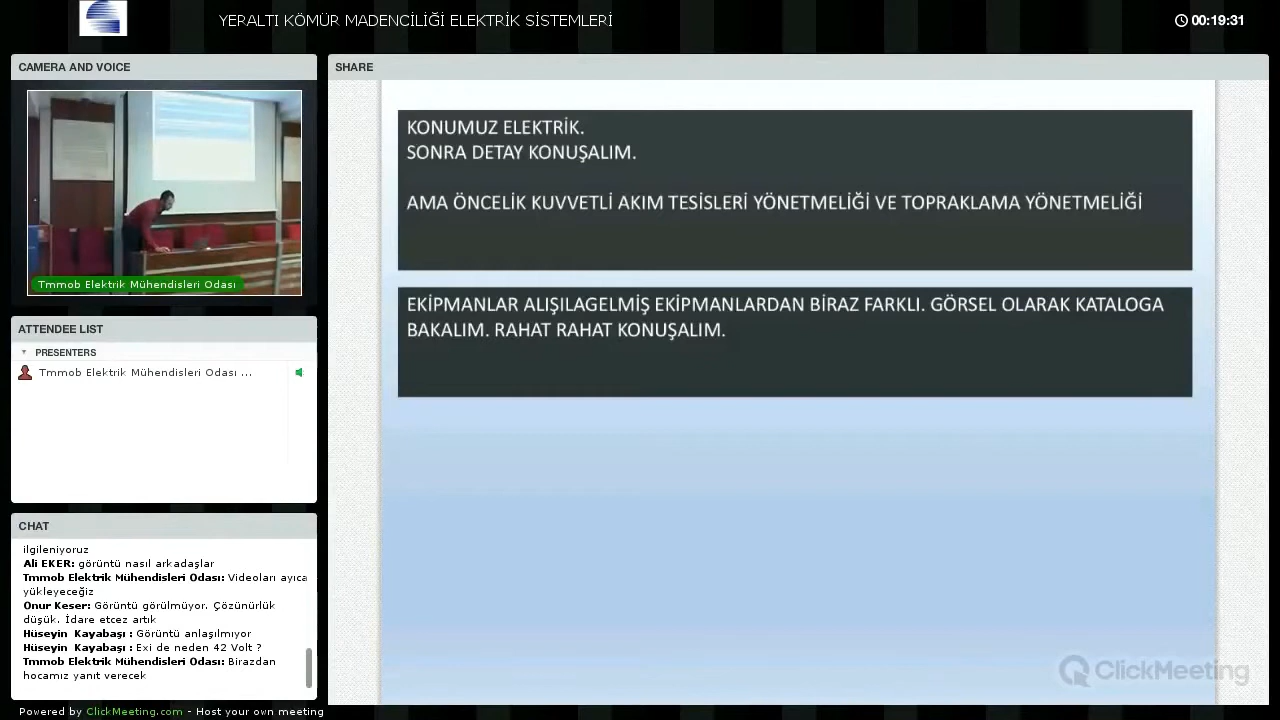 YERALTI KÖMÜR MADENCİLİĞİ ELEKTRİK SİSTEMLERİ
00:19:31
CAMERA AND VOICE
Tmmob Elektrik Mühendisleri Odası
ATTENDEE LIST
PRESENTERS
Tmmob Elektrik Mühendisleri Odası ...
CHAT
ilgileniyoruz
Ali EKER: görüntü nasıl arkadaşlar
Tmmob Elektrik Mühendisleri Odası: Videoları ayıca
yükleyeceğiz
Onur Keser: Görüntü görülmüyor. Çözünürlük
düşük. İdare etcez artık
Hüseyin Kayabaşı : Görüntü anlaşılmıyor
Hüseyin Kayabaşı : Exi de neden 42 Volt ?
Tmmob Elektrik Mühendisleri Odası: Birazdan
hocamız yanıt verecek
Powered by ClickMeeting.com - Host your own meeting
SHARE
KONUMUZ ELEKTRİK.
SONRA DETAY KONUŞALIM.
AMA ÖNCELİK KUVVETLİ AKIM TESİSLERİ YÖNETMELİĞİ VE TOPRAKLAMA YÖNETMELİĞİ
EKİPMANLAR ALIŞILAGELMİŞ EKİPMANLARDAN BİRAZ FARKLI. GÖRSEL OLARAK KATALOGA
BAKALIM. RAHAT RAHAT KONUŞALIM.
ClickMeeting